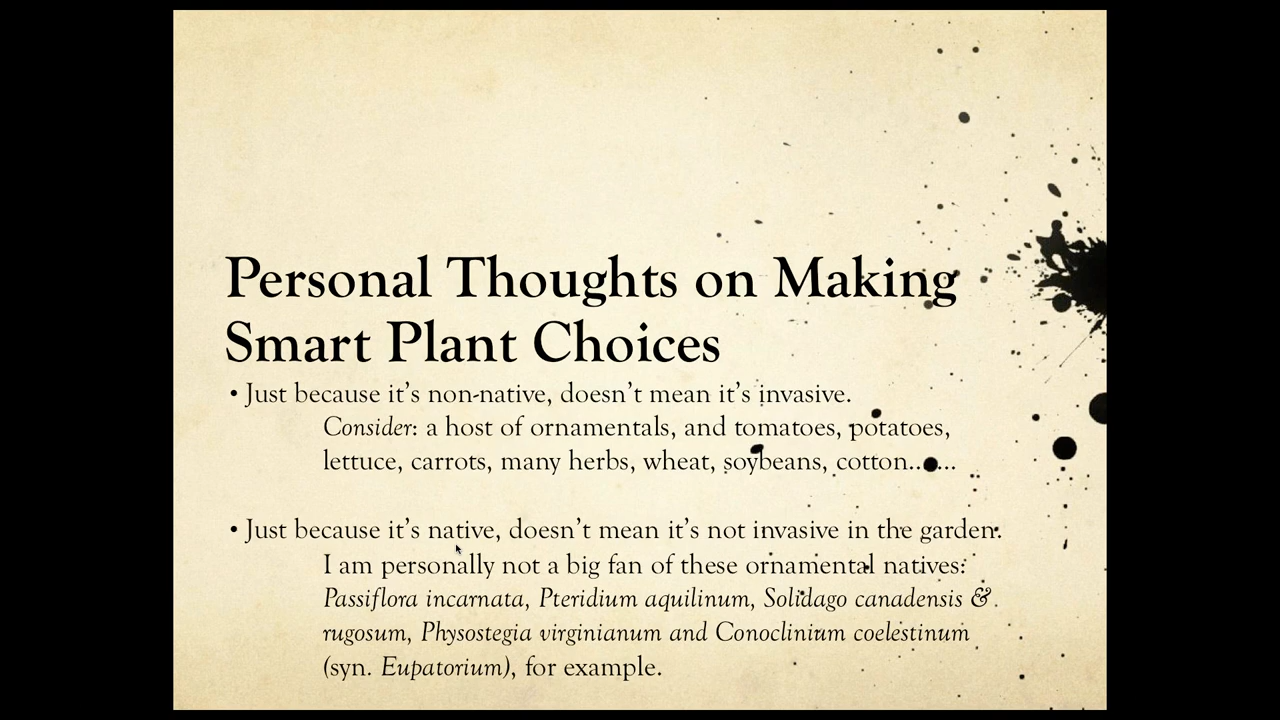 Personal Thoughts on Making
Smart Plant Choices
• Just because it's non-native, doesn't mean it's invasive.
Consider: a host of ornamentals, and tomatoes, potatoes,
lettuce, carrots, many herbs, wheat, soybeans, cotton……
• Just because it's native, doesn't mean it's not invasive in the garden.
I am personally not a big fan of these ornamental natives:
Passiflora incarnata, Pteridium aquilinum, Solidago canadensis &
rugosum, Physostegia virginianum and Conoclinium coelestinum
(syn. Eupatorium), for example.